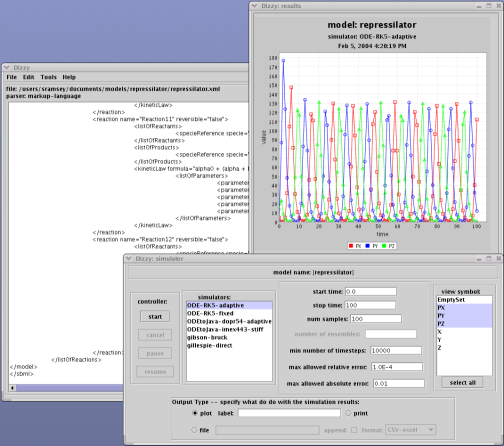 Dizzy: results
model: repressilator
simulator: ODE-RK5-adaptive
Feb 5, 2004 4:20:19 PM
180
170
160
150
140
130
120
110
100
90
80
70
60
50
40
30
20
10
0
value
0 10 20 30 40 50 60 70 80 90 100
time
PX PY PZ
Dizzy
File Edit Tools Help
file: /users/sramsey/documents/models/repressilator/repressilator.xml
parser: markup-language
</kineticLaw>
</reaction>
<reaction name="Reaction11" reversible="false">
<listOfReactants>
<specieReference specie=
</listOfReactants>
<listOfProducts>
<specieReference specie=
</listOfProducts>
<kineticLaw formula="alpha0 + (alpha +
<listOfParameters>
<parameter
<parameter
<parameter
<parameter
</listOfParameters>
</kineticLaw>
</reaction>
<reaction name="Reaction12" reversible="false">
<listOfReactants>
</reaction>
</listOfReactions>
</model>
</sbml>
Dizzy: simulator
model name: [repressilator]
controller:
start
cancel
pause
resume
simulators:
ODE-RK5-adaptive
ODE-RK5-fixed
ODEtoJava-dopr54-adaptive
ODEtoJava-imex443-stiff
gibson-bruck
gillespie-direct
start time: 0.0
stop time: 100
num samples: 100
number of ensembles:
min number of timesteps: 10000
max allowed relative error: 1.0E-4
max allowed absolute error: 0.01
view symbol:
EmptySet
PX
PY
PZ
X
Y
Z
select all
Output Type -- specify what do do with the simulation results:
plot label: print
file append: format: CSV-excel